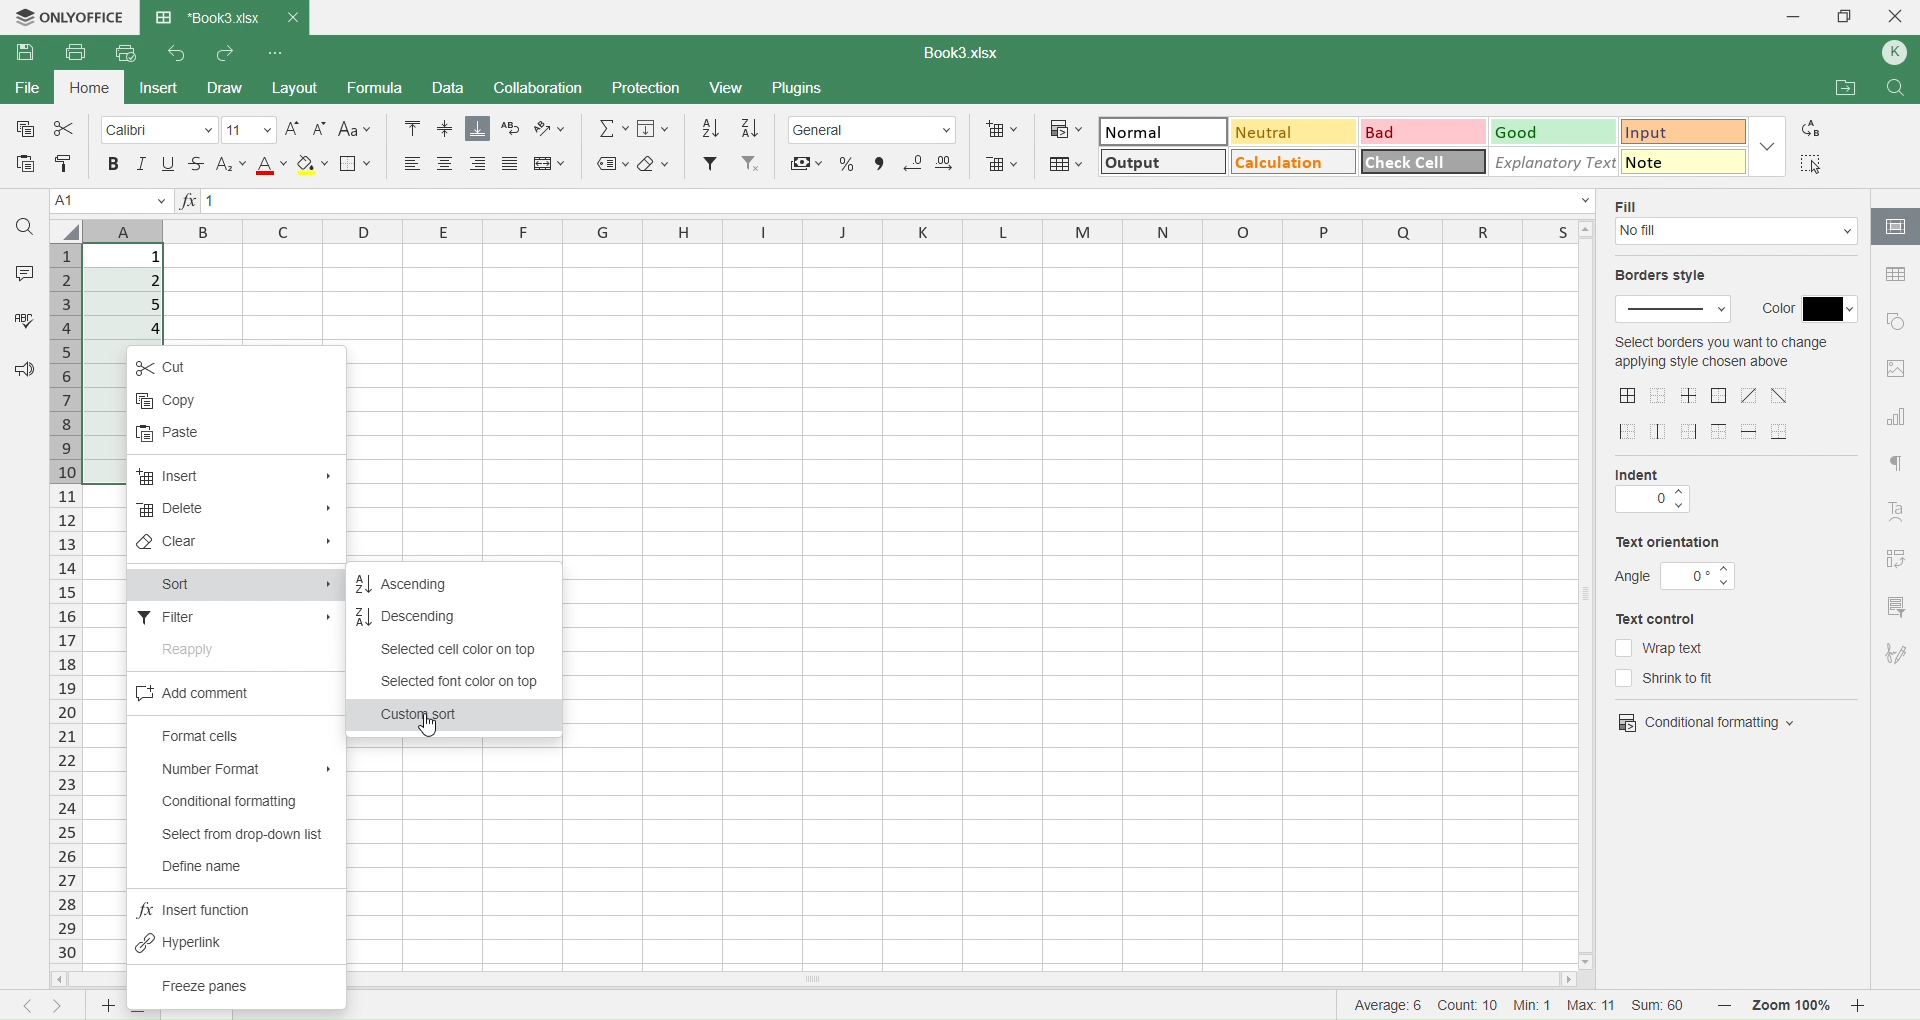 ONLYOFFICE *Book3.xlsx
Book3.xlsx K
File Home Insert Draw Layout Formula Data Collaboration Protection View Plugins
Calibri 11 Aa General Normal Neutral Bad Good Input
B I U S A A % Output Calculation Check Cell Explanatory Text Note
A1 fx 1
A B C D E F G H I J K L M N O P Q R S
1 1
2 2
3 5
4 4
5
6
7
8
9
10
11
12
13
14
15
16
17
18
19
20
21
22
23
24
25
26
27
28
29
30
Cut
Copy
Paste
Insert
Delete
Clear
Sort
Filter
Reapply
Add comment
Format cells
Number Format
Conditional formatting
Select from drop-down list
Define name
fx Insert function
Hyperlink
Freeze panes
Ascending
Descending
Selected cell color on top
Selected font color on top
Custom sort
Fill
No fill
Borders style
Color
Select borders you want to change
applying style chosen above
Indent
0
Text orientation
Angle 0 °
Text control
Wrap text
Shrink to fit
Conditional formatting
Average: 6 Count: 10 Min: 1 Max: 11 Sum: 60 Zoom 100%